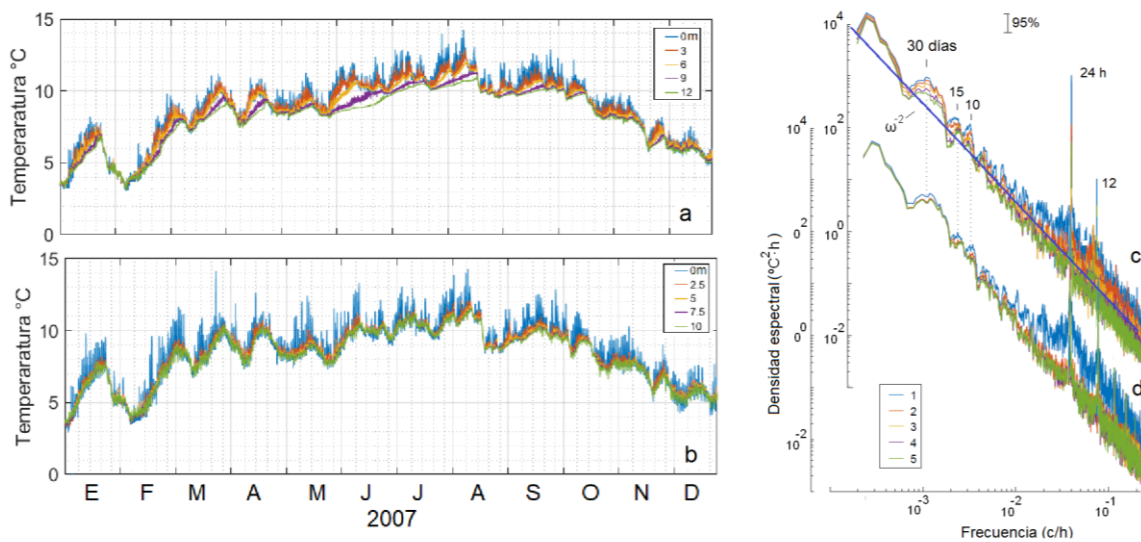 15
10
5
0
Temperaratura °C
0m
3
6
9
12
a
15
10
5
0
Temperaratura °C
0m
2.5
5
7.5
10
b
E F M A M J J A S O N D
2007
10⁴
10²
10⁰
10⁻²
10⁴
10²
10⁰
0
10⁻²
Densidad espectral (°C²·h)
95%
30 días
15
10
ω⁻²
24 h
12
c
d
1
2
3
4
5
10⁻³
10⁻²
10⁻¹
Frecuencia (c/h)